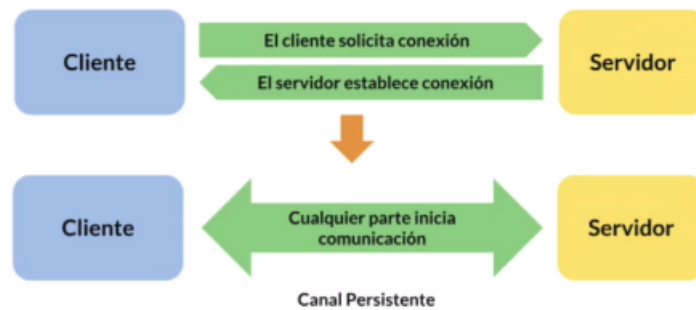 Cliente
El cliente solicita conexión
El servidor establece conexión
Servidor
Cliente
Cualquier parte inicia
comunicación
Servidor
Canal Persistente